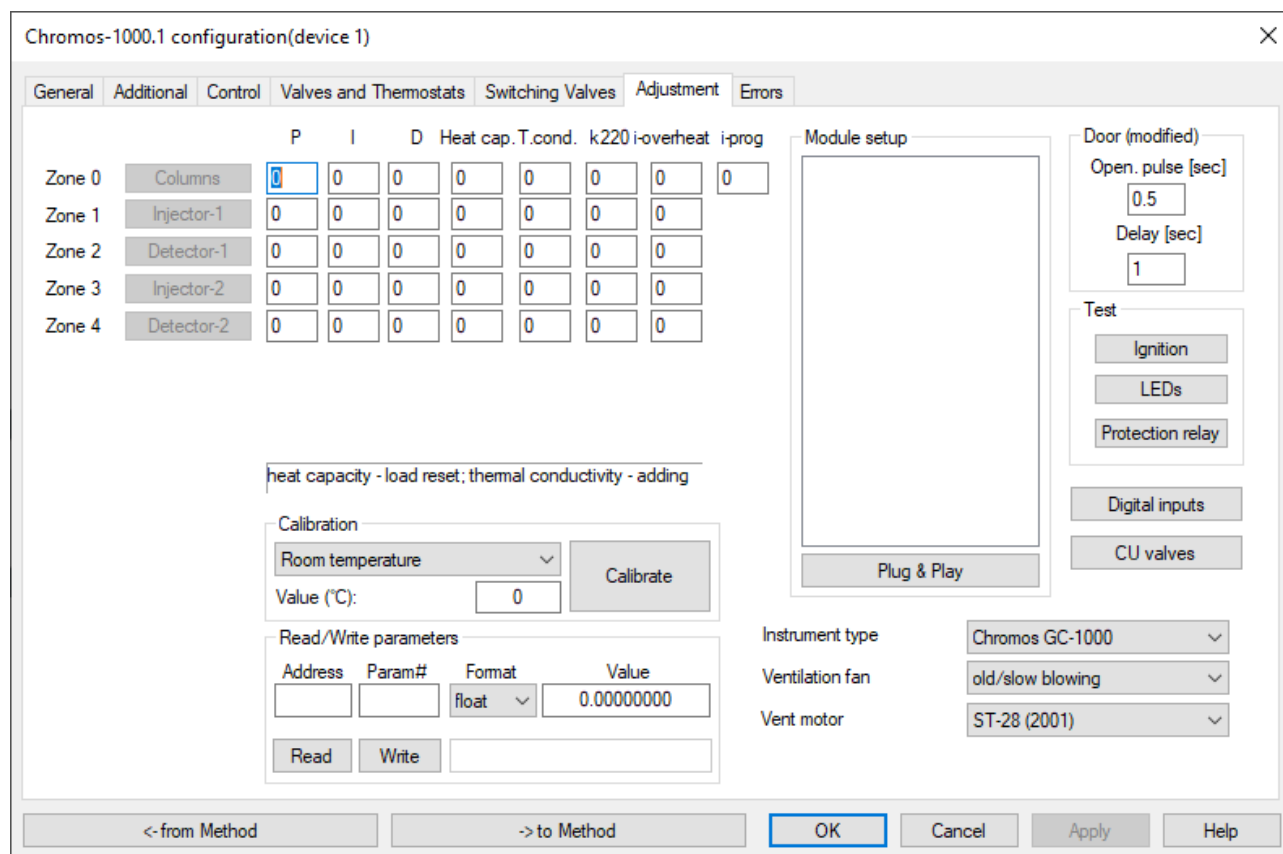 Chromos-1000.1 configuration(device 1)
General Additional Control Valves and Thermostats Switching Valves Adjustment Errors
P I D Heat cap. T.cond. k220 i-overheat i-prog
Zone 0 Columns 0 0 0 0 0 0 0 0
Zone 1 Injector-1 0 0 0 0 0 0 0
Zone 2 Detector-1 0 0 0 0 0 0 0
Zone 3 Injector-2 0 0 0 0 0 0 0
Zone 4 Detector-2 0 0 0 0 0 0 0
heat capacity - load reset; thermal conductivity - adding
Calibration
Room temperature
Value (°C): 0
Calibrate
Read/Write parameters
Address Param# Format Value
float 0.00000000
Read Write
Module setup
Plug & Play
Door (modified)
Open. pulse [sec]
0.5
Delay [sec]
1
Test
Ignition
LEDs
Protection relay
Digital inputs
CU valves
Instrument type Chromos GC-1000
Ventilation fan old/slow blowing
Vent motor ST-28 (2001)
<- from Method -> to Method OK Cancel Apply Help